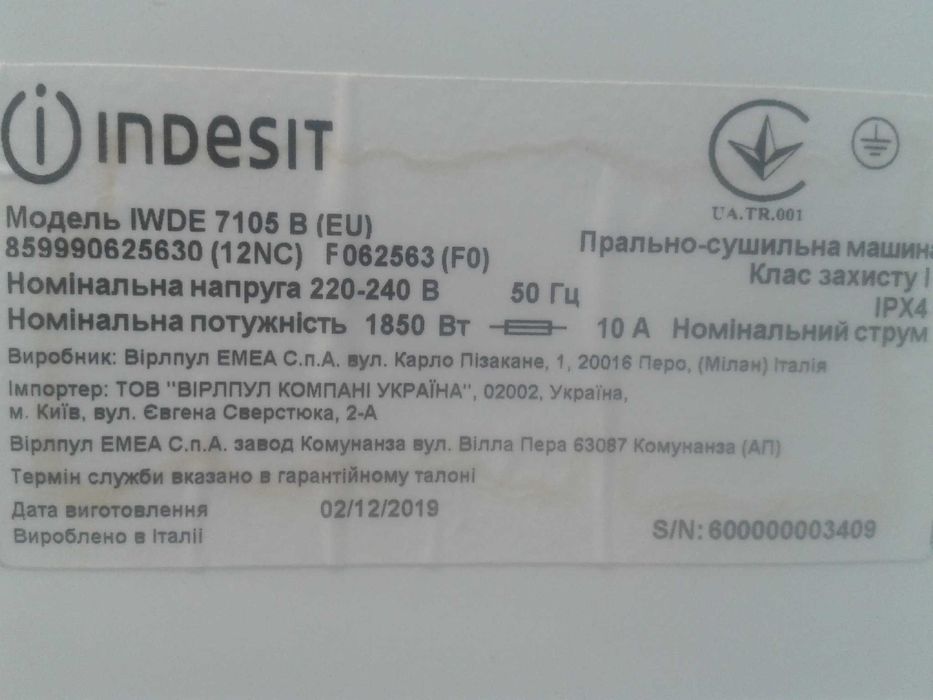 INDESIT
UA.TR.001
Модель IWDE 7105 B (EU)
859990625630 (12NC) F062563 (F0)
Прально-сушильна машина
Номінальна напруга 220-240 В 50 Гц
Клас захисту I
IPX4
Номінальна потужність 1850 Вт 10 А Номінальний струм
Виробник: Вірлпул ЕМЕА С.п.А. вул. Карло Пізакане, 1, 20016 Перо, (Мілан) Італія
Імпортер: ТОВ "ВІРЛПУЛ КОМПАНІ УКРАЇНА", 02002, Україна,
м. Київ, вул. Євгена Сверстюка, 2-А
Вірлпул ЕМЕА С.п.А. завод Комунанза вул. Вілла Пера 63087 Комунанза (АП)
Термін служби вказано в гарантійному талоні
Дата виготовлення 02/12/2019
Вироблено в Італії
S/N: 600000003409